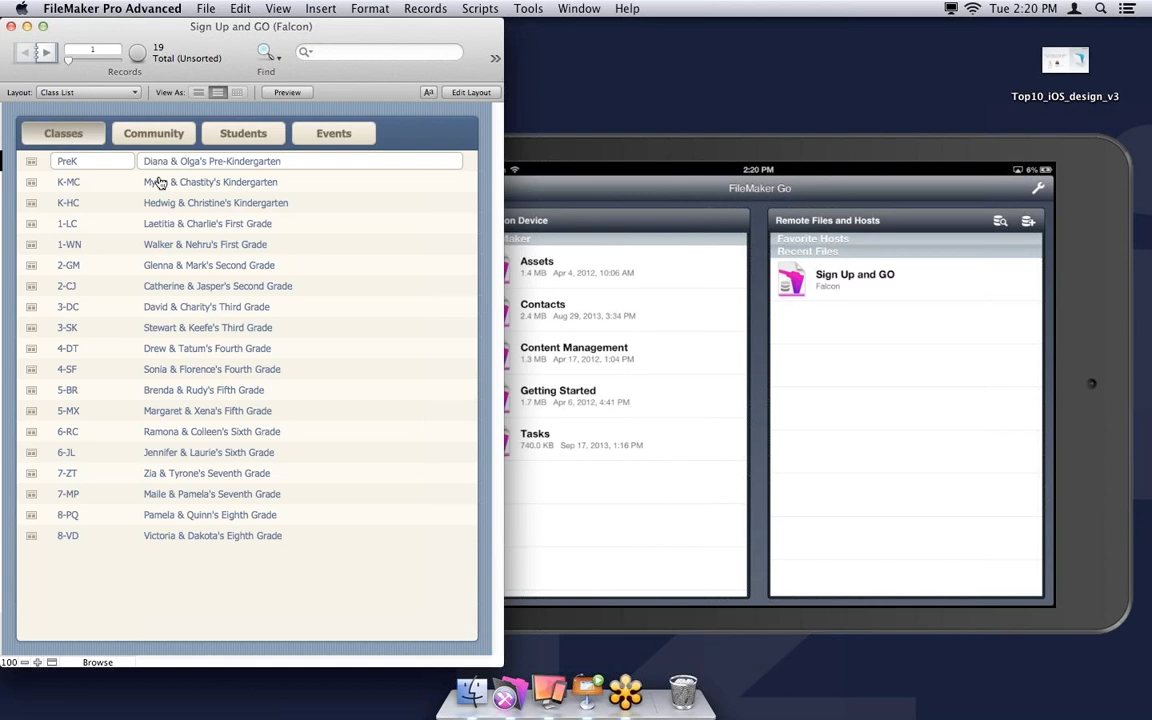 FileMaker Pro Advanced File Edit View Insert Format Records Scripts Tools Window Help Tue 2:20 PM
Sign Up and GO (Falcon)
1
19
Total (Unsorted)
Records
Find
Layout: Class List View As: Preview Aa Edit Layout
Classes Community Students Events
PreK Diana & Olga's Pre-Kindergarten
K-MC & Chastity's Kindergarten
K-HC Hedwig & Christine's Kindergarten
1-LC Laetitia & Charlie's First Grade
1-WN Walker & Nehru's First Grade
2-GM Glenna & Mark's Second Grade
2-CJ Catherine & Jasper's Second Grade
3-DC David & Charity's Third Grade
3-SK Stewart & Keefe's Third Grade
4-DT Drew & Tatum's Fourth Grade
4-SF Sonia & Florence's Fourth Grade
5-BR Brenda & Rudy's Fifth Grade
5-MX Margaret & Xena's Fifth Grade
6-RC Ramona & Colleen's Sixth Grade
6-JL Jennifer & Laurie's Sixth Grade
7-ZT Zia & Tyrone's Seventh Grade
7-MP Maile & Pamela's Seventh Grade
8-PQ Pamela & Quinn's Eighth Grade
8-VD Victoria & Dakota's Eighth Grade
100 Browse
Top10_iOS_design_v3
2:20 PM 6%
FileMaker Go
on Device
aker
Assets
1.4 MB Apr 4, 2012, 10:06 AM
Contacts
2.4 MB Aug 29, 2013, 3:34 PM
Content Management
1.3 MB Apr 17, 2012, 1:04 PM
Getting Started
1.7 MB Apr 6, 2012, 4:41 PM
Tasks
740.0 KB Sep 17, 2013, 1:16 PM
Remote Files and Hosts
Favorite Hosts
Recent Files
Sign Up and GO
Falcon